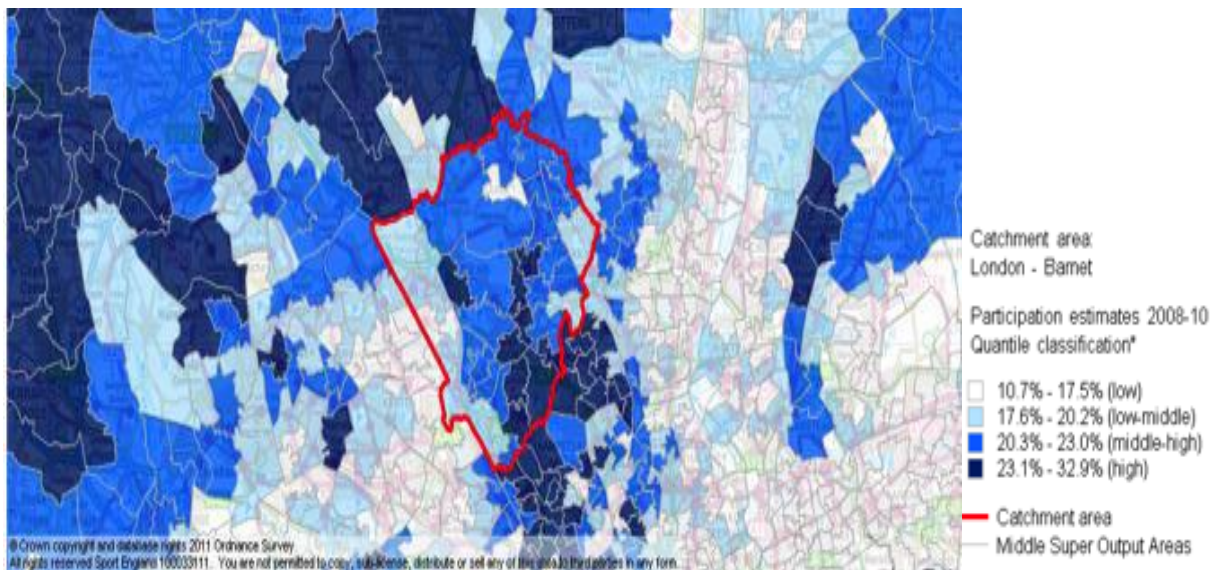 Catchment area:
London - Barnet
Participation estimates 2008-10
Quantile classification*
10.7% - 17.5% (low)
17.6% - 20.2% (low-middle)
20.3% - 23.0% (middle-high)
23.1% - 32.9% (high)
Catchment area
Middle Super Output Areas
© Crown copyright and database rights 2011 Ordnance Survey
All rights reserved Sport England 100033111. You are not permitted to copy, sub-license, distribute or sell any of this data to third parties in any form